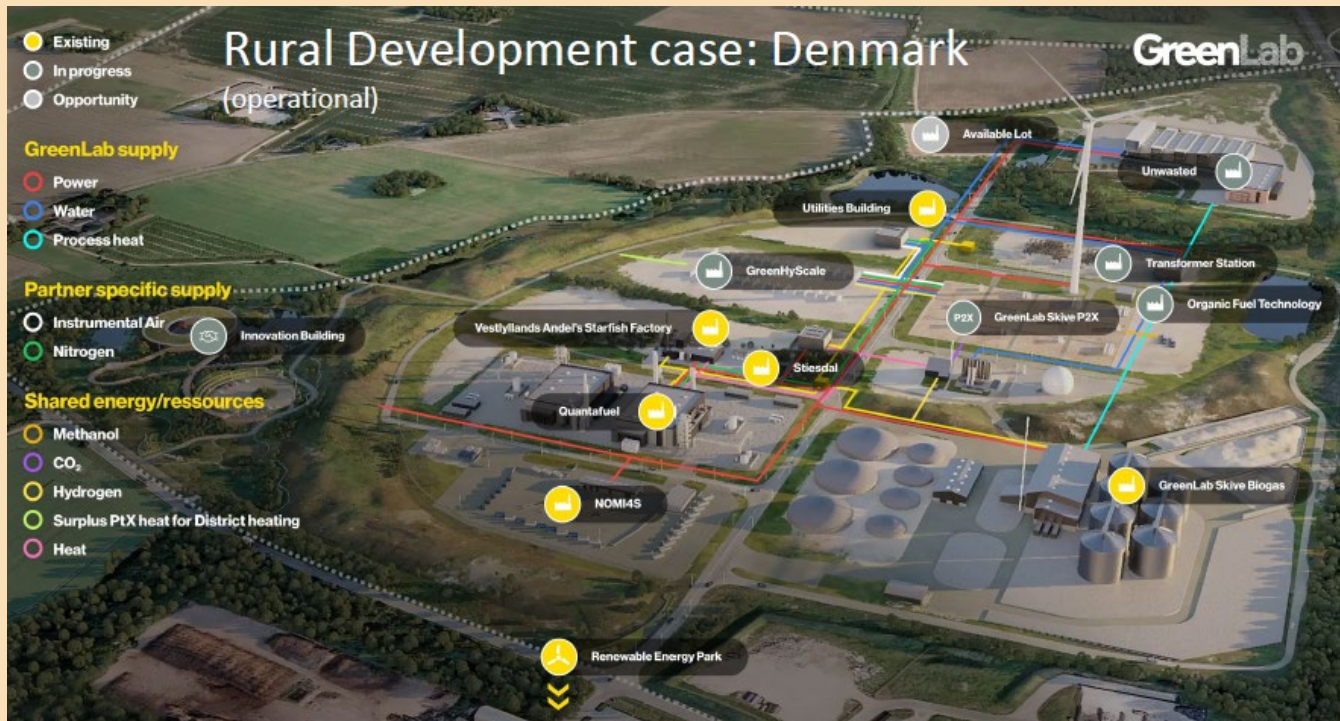 Rural Development case: Denmark
(operational)
GreenLab
Existing
In progress
Opportunity
GreenLab supply
Power
Water
Process heat
Partner specific supply
Instrumental Air
Nitrogen
Shared energy/ressources
Methanol
CO₂
Hydrogen
Surplus PtX heat for District heating
Heat
Available Lot
Unwasted
Utilities Building
GreenHyScale
Transformer Station
Organic Fuel Technology
P2X GreenLab Skive P2X
Innovation Building
Vestlyllands Andel's Starfish Factory
Stiesdal
Quantafuel
GreenLab Skive Biogas
NOMI4S
Renewable Energy Park